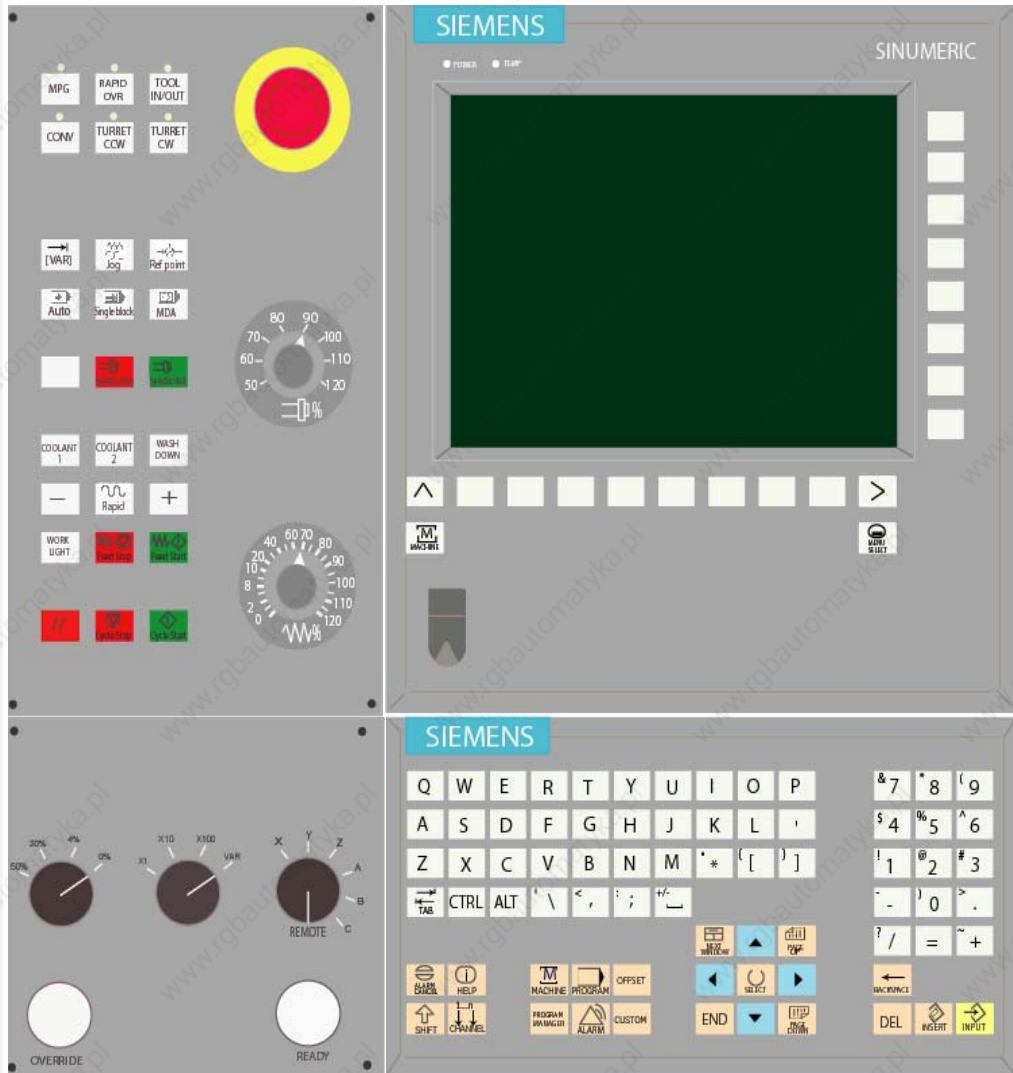 SIEMENS
SINUMERIC
POWER TEMP
MPG RAPID OVR TOOL IN/OUT
CONV TURRET CCW TURRET CW
[VAR] Jog Ref point
Auto Single block MDA
50 60 70 80 90 100 110 120
%
COOLANT 1 COOLANT 2 WASH DOWN
− Rapid +
WORK LIGHT Feed Stop Feed Start
Cycle Stop Cycle Start
0 2 8 10 20 40 60 70 80 90 100 110 120
%
^ >
M MACHINE
MENU SELECT
50% 20% 4% 0%
X1 X10 X100 VAR
X Y Z A B C
REMOTE
OVERRIDE
READY
SIEMENS
Q W E R T Y U I O P
& 7 * 8 ( 9
A S D F G H J K L '
$ 4 % 5 ^ 6
Z X C V B N M * { [ } ]
! 1 @ 2 # 3
TAB CTRL ALT \ < , : ; +/-
- ) 0 > .
NEXT WINDOW PAGE UP
? / = ~ +
ALARM CANCEL i HELP M MACHINE PROGRAM OFFSET SELECT BACKSPACE
SHIFT 1...n CHANNEL PROGRAM MANAGER ALARM CUSTOM END PAGE DOWN DEL INSERT INPUT
www.rgbautomatyka.pl